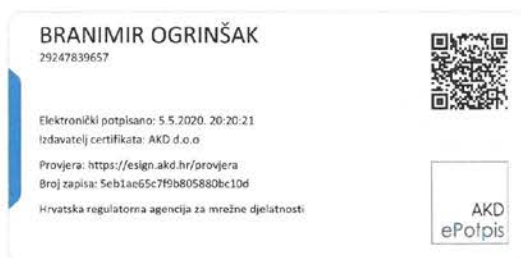 BRANIMIR OGRINŠAK
29247839657
Elektronički potpisano: 5.5.2020. 20:20:21
Izdavatelj certifikata: AKD d.o.o
Provjera: https://esign.akd.hr/provjera
Broj zapisa: 5eb1ae65c7f9b805880bc10d
Hrvatska regulatorna agencija za mrežne djelatnosti
AKD
ePotpis